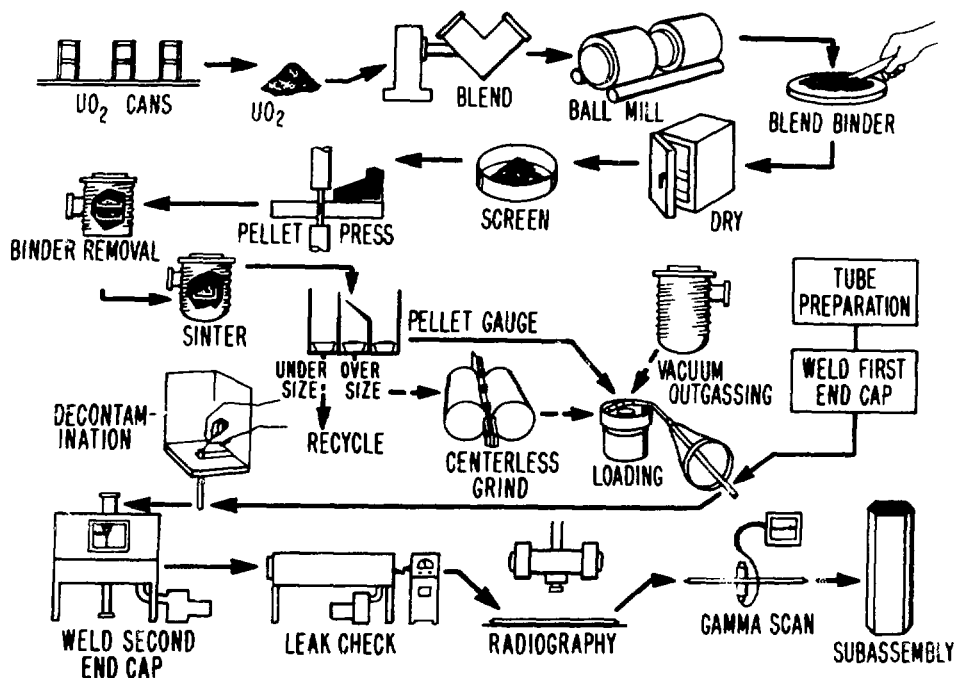 UO₂ CANS
UO₂
BLEND
BALL MILL
BLEND BINDER
BINDER REMOVAL
PELLET PRESS
SCREEN
DRY
SINTER
PELLET GAUGE
UNDER SIZE
OVER SIZE
RECYCLE
CENTERLESS
GRIND
VACUUM
OUTGASSING
LOADING
TUBE
PREPARATION
WELD FIRST
END CAP
DECONTAM-
INATION
WELD SECOND
END CAP
LEAK CHECK
RADIOGRAPHY
GAMMA SCAN
SUBASSEMBLY